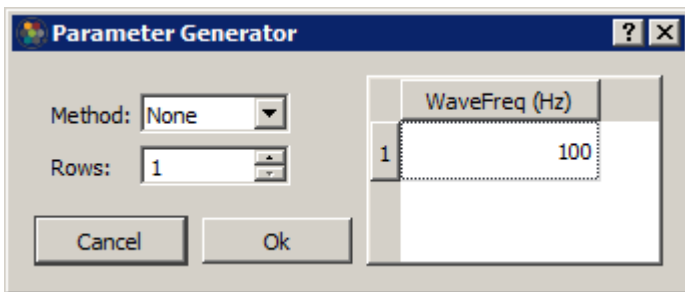 Parameter Generator ? X
Method: None
Rows: 1
Cancel Ok
WaveFreq (Hz)
1 100